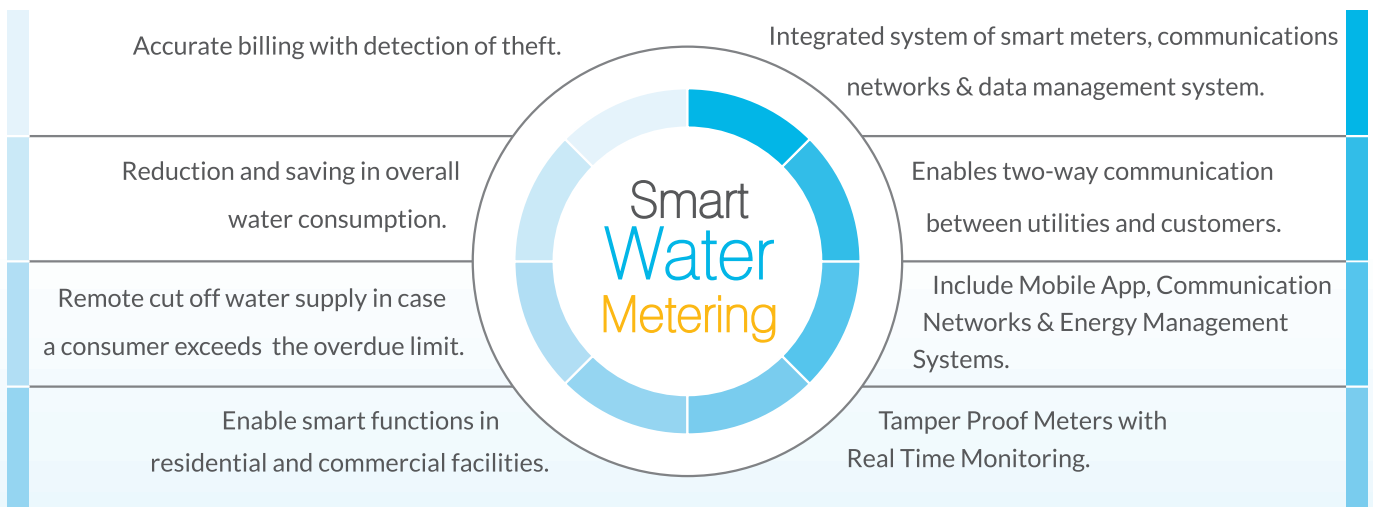 Accurate billing with detection of theft.
Reduction and saving in overall
water consumption.
Remote cut off water supply in case
a consumer exceeds the overdue limit.
Enable smart functions in
residential and commercial facilities.
Smart
Water
Metering
Integrated system of smart meters, communications
networks & data management system.
Enables two-way communication
between utilities and customers.
Include Mobile App, Communication
Networks & Energy Management
Systems.
Tamper Proof Meters with
Real Time Monitoring.